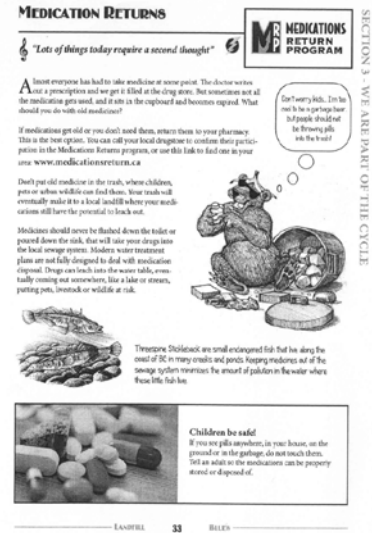 MEDICATION RETURNS
"Lots of things today require a second thought"
MRP
MEDICATIONS
RETURN
PROGRAM
SECTION 3 - WE ARE PART OF THE CYCLE
Almost everyone has had to take medicine at some point. The doctor writes
out a prescription and we get it filled at the drug store. But sometimes not all
the medication gets used, and it sits in the cupboard and becomes expired. What
should you do with old medicines?
Don't worry kids.. I'm too
cool to be a garbage bear
but people should not
be throwing pills
into the trash!
If medications get old or you don't need them, return them to your pharmacy.
This is the best option. You can call your local drugstore to confirm their partici-
pation in the Medications Returns program, or use this link to find one in your
area: www.medicationsreturn.ca
Don't put old medicine in the trash, where children,
pets or urban wildlife can find them. Your trash will
eventually make it to a local landfill where your medi-
cations still have the potential to leach out.
Medicines should never be flushed down the toilet or
poured down the sink, that will take your drugs into
the local sewage system. Modern water treatment
plans are not fully designed to deal with medication
disposal. Drugs can leach into the water table, even-
tually coming out somewhere, like a lake or stream,
putting pets, livestock or wildlife at risk.
Threespine Stickleback are small endangered fish that live along the
coast of BC in many creeks and ponds. Keeping medicines out of the
sewage system minimizes the amount of pollution in the water where
these little fish live.
Children be safe!
If you see pills anywhere, in your house, on the
ground or in the garbage, do not touch them.
Tell an adult so the medications can be properly
stored or disposed of.
LANDFILL 33 BLUES